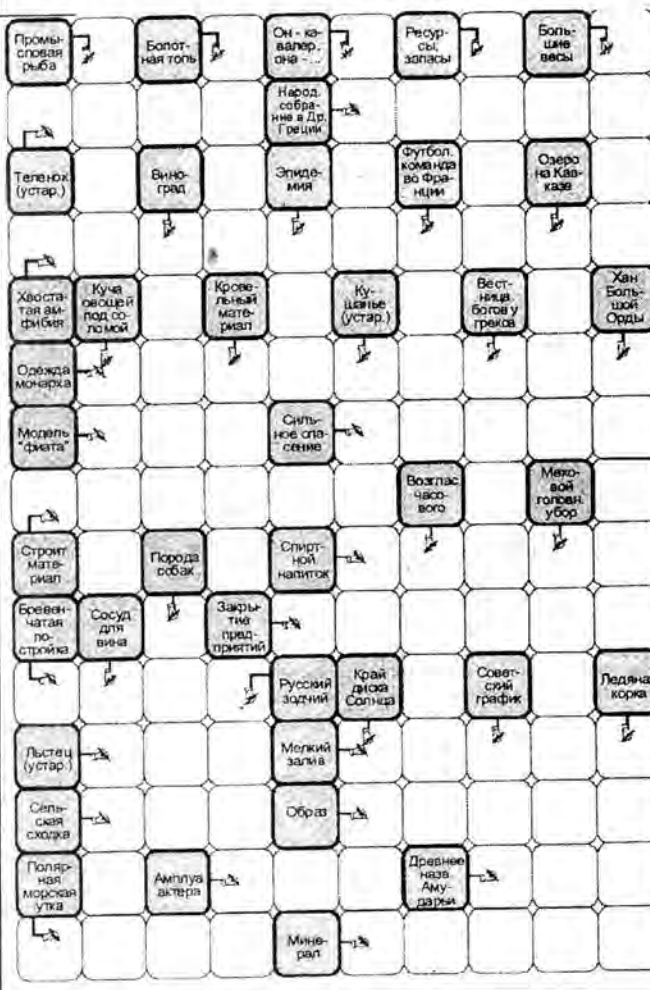 Промы-
словая
рыба
Болот-
ная топь
Он - ка-
валер,
она -...
Ресур-
сы,
запасы
Боль-
шие
весы
Народ.
собра-
ние в Др.
Греции
Теленок
(устар.)
Вино-
град
Эпиде-
мия
Футбол.
команда
во Фра-
нции
Озеро
на Кав-
казе
Хвоста-
тая ам-
фибия
Куча
овощей
под со-
ломой
Крове-
льный
мате-
риал
Ку-
шанье
(устар.)
Вест-
ница
богов у
греков
Хан
Боль-
шой
Орды
Одежда
монарха
Модель
"фиата"
Силь-
ное опа-
сение
Возглас
часо-
вого
Мехо-
вой
головн.
убор
Строит
мате-
риал
Порода
собак
Спирт-
ной
напиток
Бревен-
чатая по-
стройка
Сосуд
для
вина
Закры-
тие
пред-
приятий
Русский
зодчий
Край
диска
Солнца
Совет-
ский
график
Ледяна
корка
Льстец
(устар.)
Мелкий
залив
Сель-
ская
сходка
Образ
Поляр-
ная
морская
утка
Амплуа
актера
Древнее
назв.
Аму-
дарьи
Мине-
рал